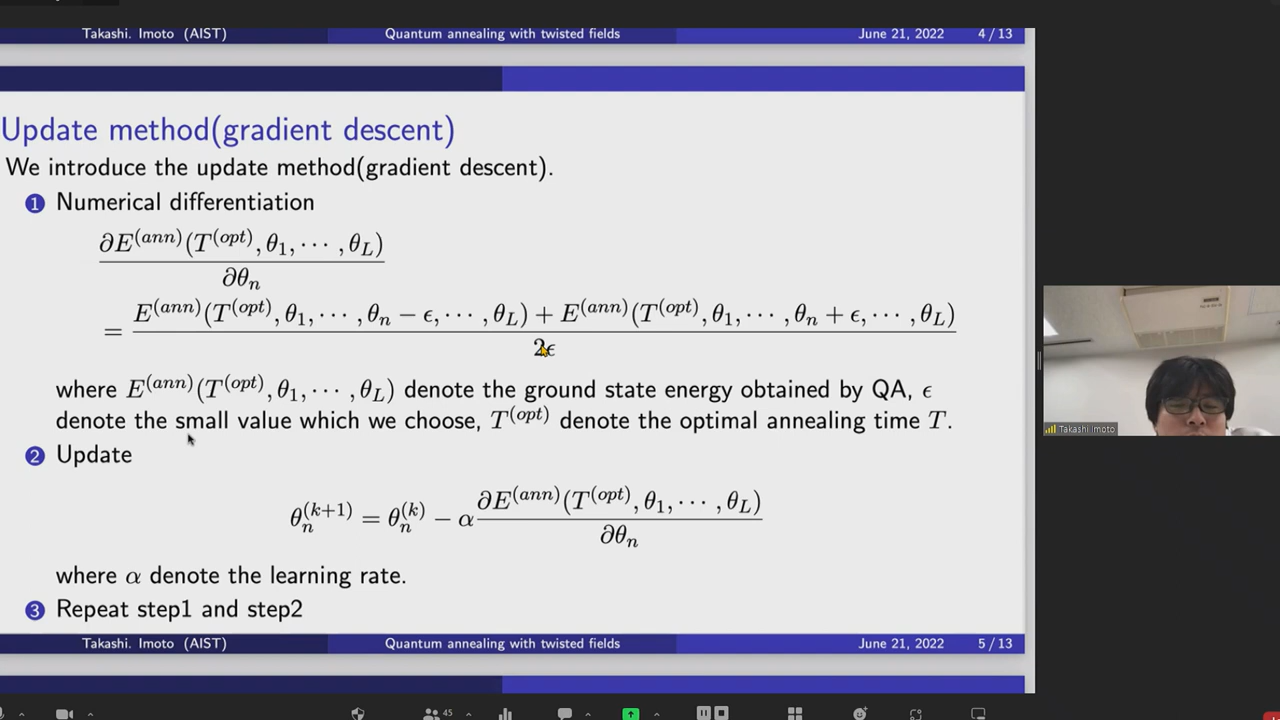 Takashi. Imoto (AIST) Quantum annealing with twisted fields June 21, 2022 4 / 13
Update method(gradient descent)
We introduce the update method(gradient descent).
1 Numerical differentiation
∂E^(ann)(T^(opt), θ_1, ⋯ , θ_L)
∂θ_n
= E^(ann)(T^(opt), θ_1, ⋯ , θ_n − ϵ, ⋯ , θ_L) + E^(ann)(T^(opt), θ_1, ⋯ , θ_n + ϵ, ⋯ , θ_L)
2ϵ
where E^(ann)(T^(opt), θ_1, ⋯ , θ_L) denote the ground state energy obtained by QA, ϵ
denote the small value which we choose, T^(opt) denote the optimal annealing time T.
2 Update
θ_n^(k+1) = θ_n^(k) − α ∂E^(ann)(T^(opt), θ_1, ⋯ , θ_L)
∂θ_n
where α denote the learning rate.
3 Repeat step1 and step2
Takashi. Imoto (AIST) Quantum annealing with twisted fields June 21, 2022 5 / 13
Takashi Imoto
45